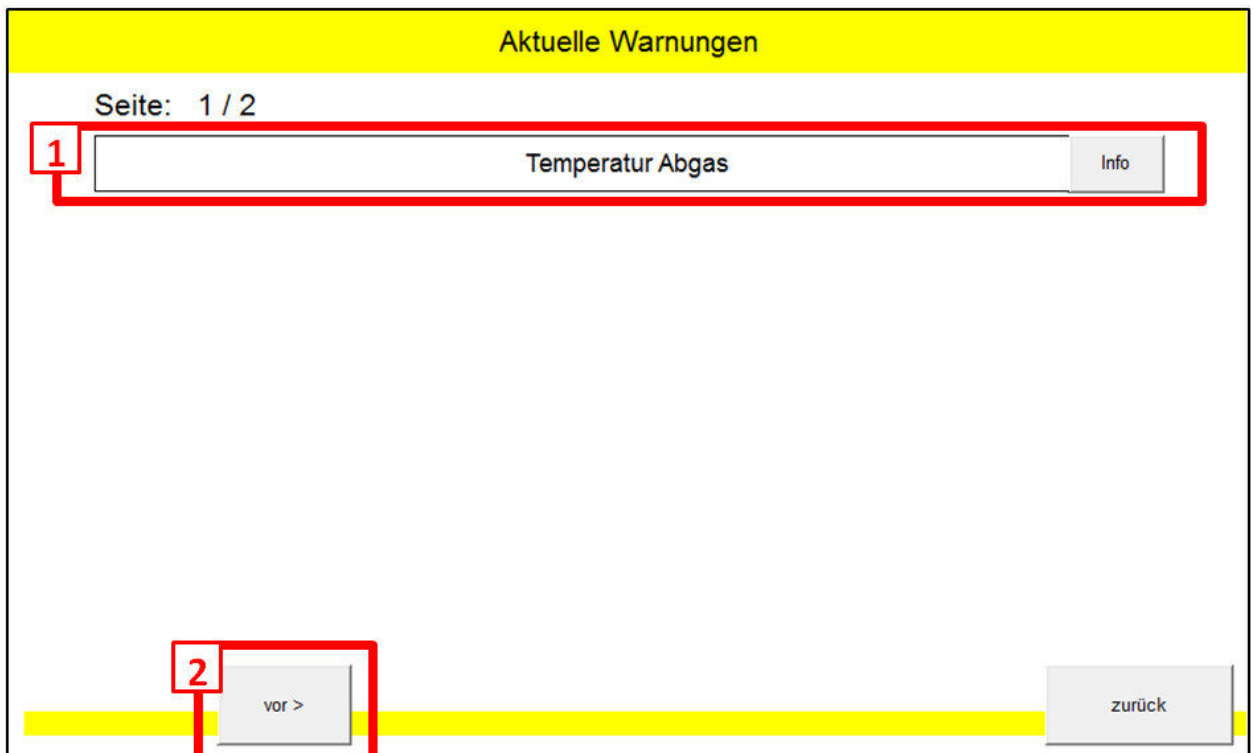 Aktuelle Warnungen
Seite: 1 / 2
1
Temperatur Abgas Info
2
vor > zurück